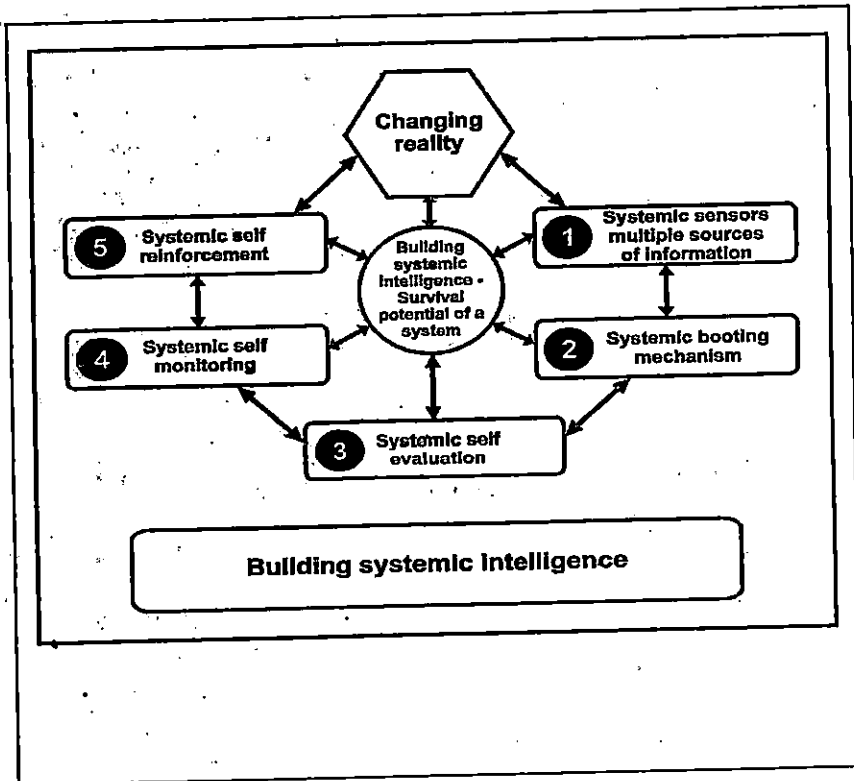 Changing
reality
5
Systemic self
reinforcement
1
Systemic sensors
multiple sources
of information
Building
systemic
intelligence -
Survival
potential of a
system
4
Systemic self
monitoring
2
Systemic booting
mechanism
3
Systemic self
evaluation
Building systemic intelligence